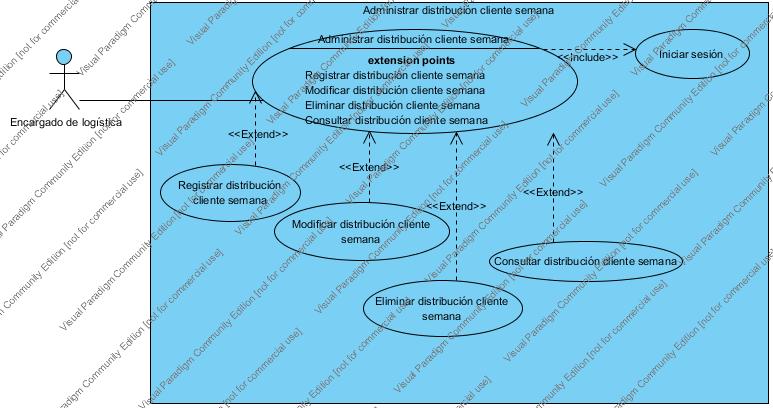 Administrar distribución cliente semana
Administrar distribución cliente semana
extension points
Registrar distribución cliente semana
Modificar distribución cliente semana
Eliminar distribución cliente semana
Consultar distribución cliente semana
<<Include>>
Iniciar sesión
Encargado de logística
<<Extend>>
<<Extend>>
<<Extend>>
<<Extend>>
Registrar distribución
cliente semana
Modificar distribución cliente
semana
Consultar distribución cliente semana
Eliminar distribución cliente
semana
Visual Paradigm Community Edition [not for commercial use]